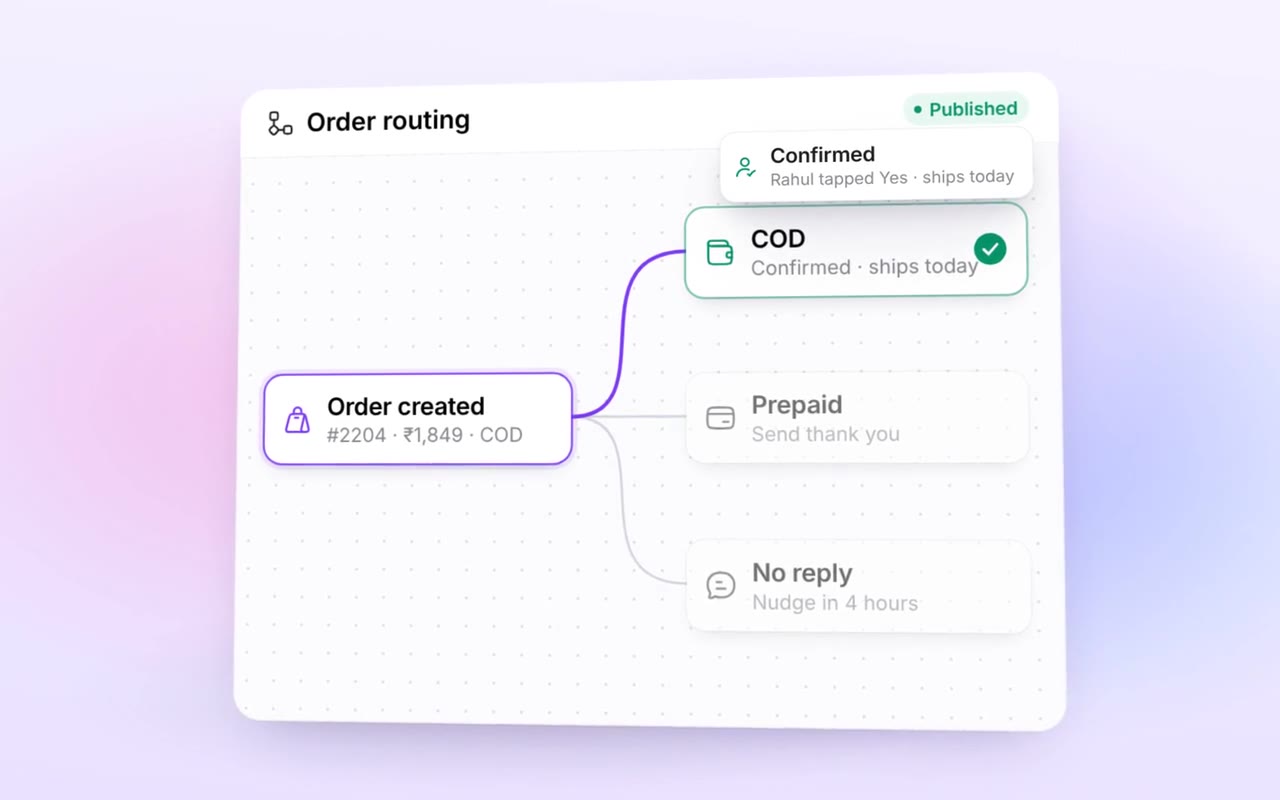 Order routing
Published
Confirmed
Rahul tapped Yes · ships today
COD
Confirmed · ships today
Order created
#2204 · ₹1,849 · COD
Prepaid
Send thank you
No reply
Nudge in 4 hours